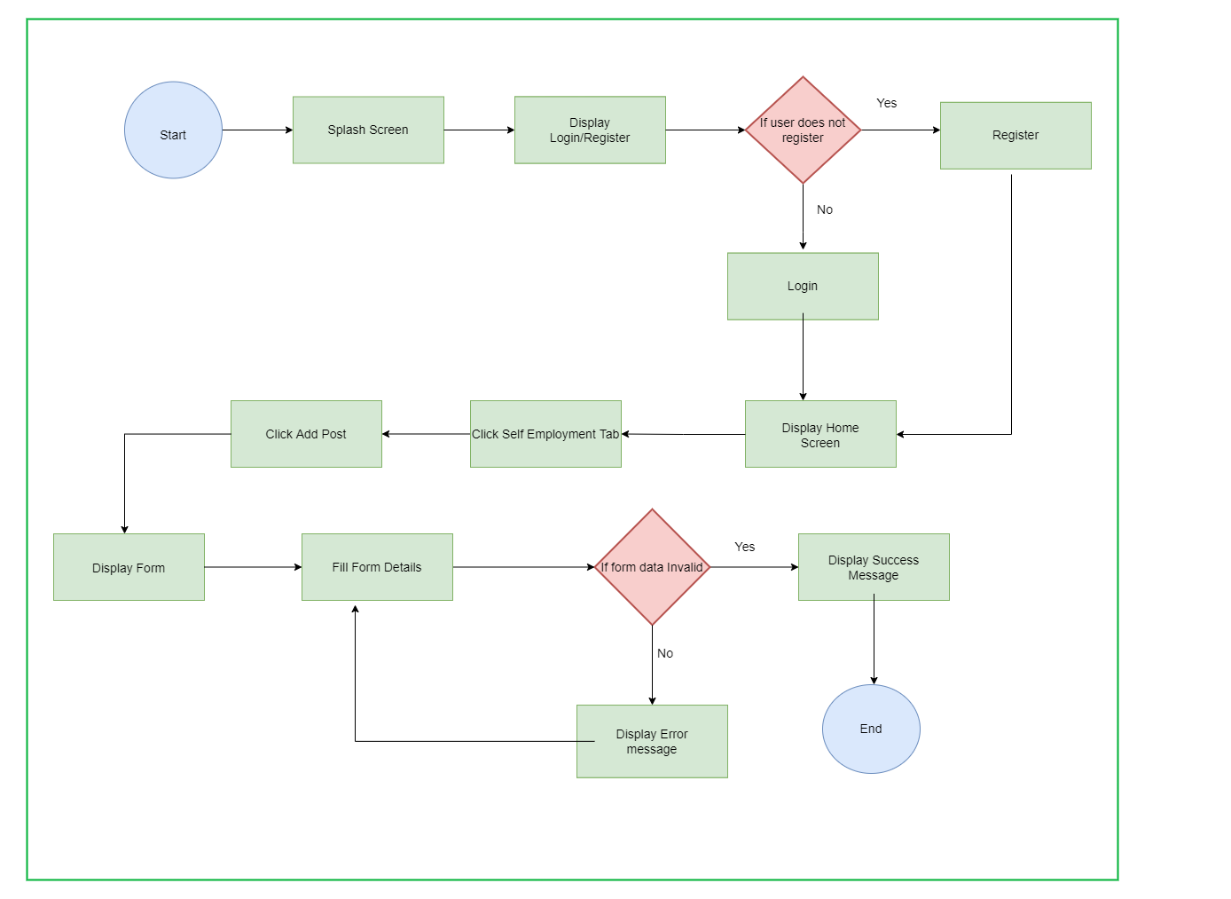 Start
Splash Screen
Display
Login/Register
If user does not
register
Yes
Register
No
Login
Click Add Post
Click Self Employment Tab
Display Home
Screen
Display Form
Fill Form Details
If form data Invalid
Yes
Display Success
Message
No
Display Error
message
End